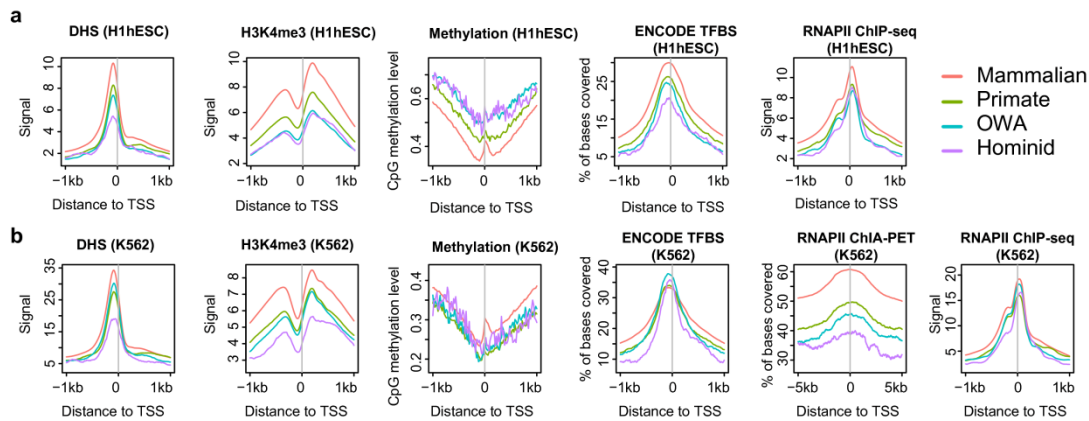 a
DHS (H1hESC)
Signal
10
8
6
4
2
−1kb 0 1kb
Distance to TSS
H3K4me3 (H1hESC)
Signal
10
8
6
4
2
−1kb 0 1kb
Distance to TSS
Methylation (H1hESC)
CpG methylation level
0.6
0.4
−1kb 0 1kb
Distance to TSS
ENCODE TFBS
(H1hESC)
% of bases covered
25
15
5
−1kb 0 1kb
Distance to TSS
RNAPII ChIP-seq
(H1hESC)
Signal
10
8
6
4
2
−1kb 0 1kb
Distance to TSS
Mammalian
Primate
OWA
Hominid
b
DHS (K562)
Signal
35
25
15
5
−1kb 0 1kb
Distance to TSS
H3K4me3 (K562)
Signal
8
7
6
5
4
3
−1kb 0 1kb
Distance to TSS
Methylation (K562)
CpG methylation level
0.4
0.3
0.2
−1kb 0 1kb
Distance to TSS
ENCODE TFBS
(K562)
% of bases covered
40
30
20
10
−1kb 0 1kb
Distance to TSS
RNAPII ChIA-PET
(K562)
% of bases covered
60
50
40
30
-5kb 0 5kb
Distance to TSS
RNAPII ChIP-seq
(K562)
Signal
20
15
10
5
−1kb 0 1kb
Distance to TSS